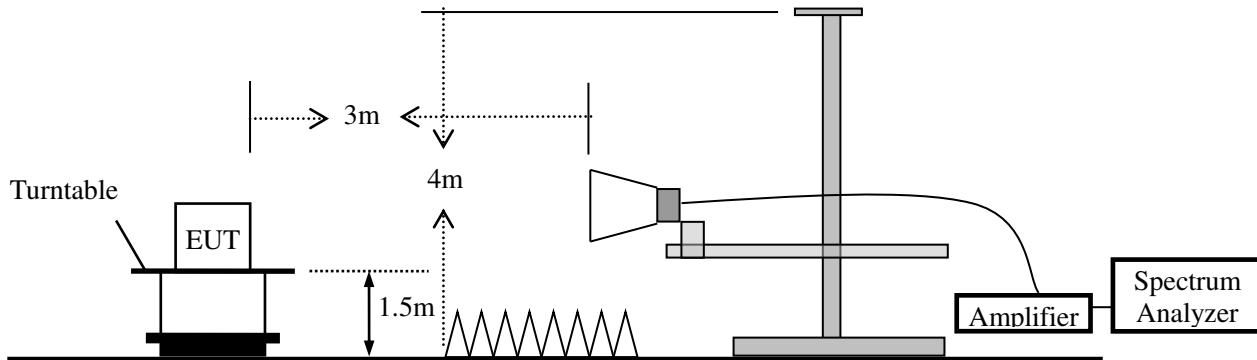 3m
4m
Turntable
EUT
1.5m
Amplifier
Spectrum
Analyzer